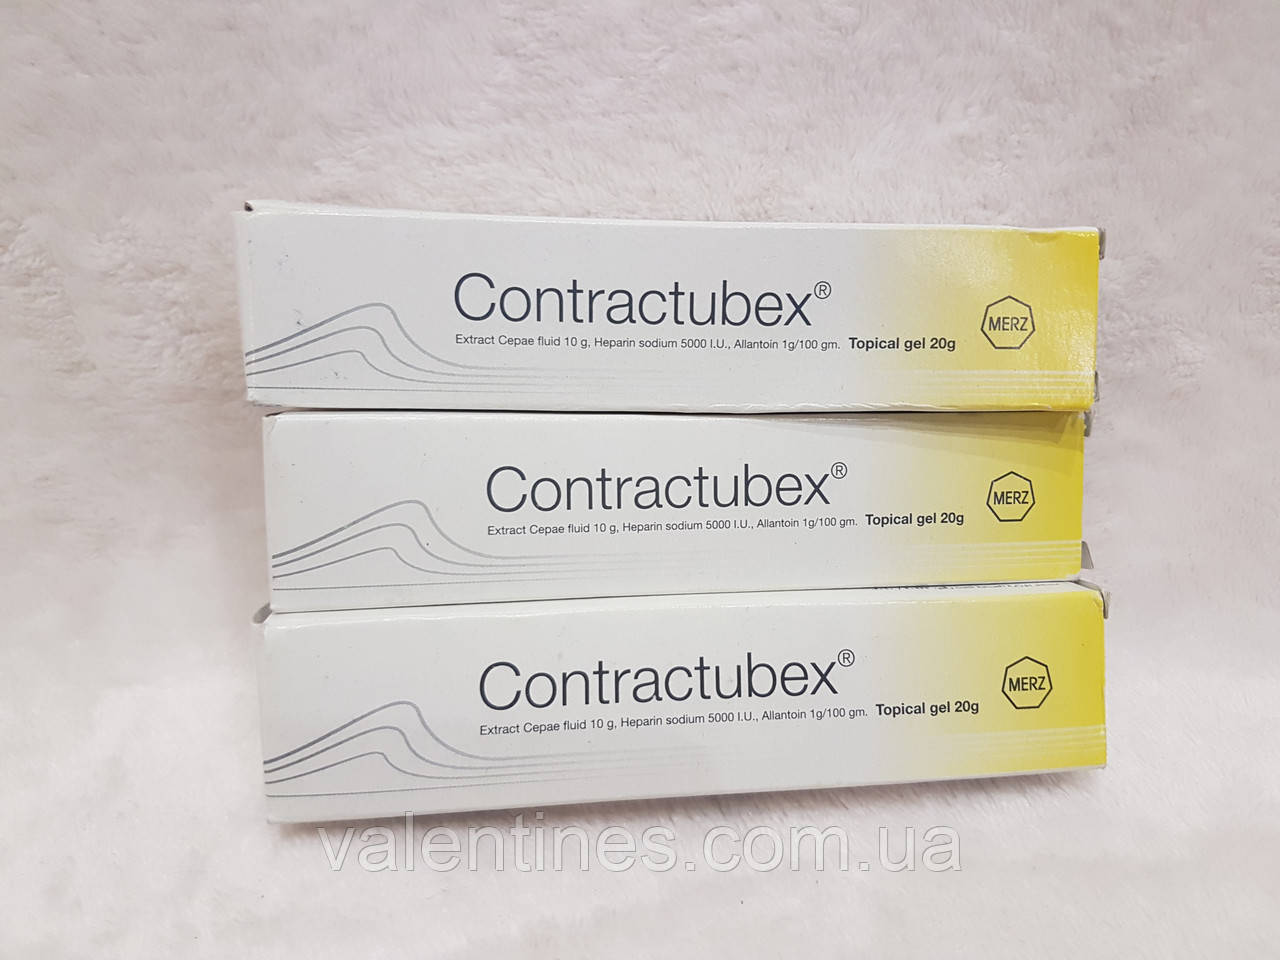 Contractubex®
Extract Cepae fluid 10 g, Heparin sodium 5000 I.U., Allantoin 1g/100 gm. Topical gel 20g
MERZ
Contractubex®
Extract Cepae fluid 10 g, Heparin sodium 5000 I.U., Allantoin 1g/100 gm. Topical gel 20g
MERZ
Contractubex®
Extract Cepae fluid 10 g, Heparin sodium 5000 I.U., Allantoin 1g/100 gm. Topical gel 20g
MERZ
valentines.com.ua